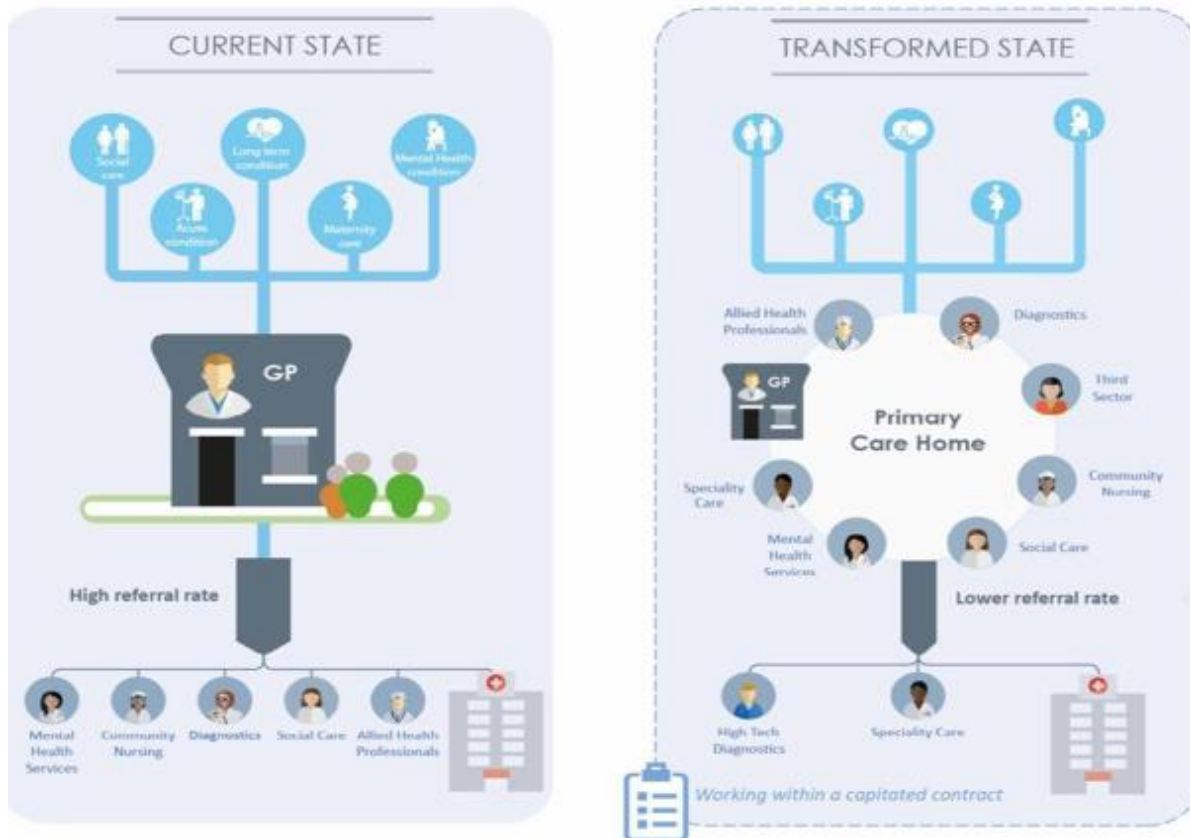 CURRENT STATE
Social
care
Long term
condition
Mental Health
condition
Acute
condition
Maternity
care
GP
High referral rate
Mental
Health
Services
Community
Nursing
Diagnostics
Social Care
Allied Health
Professionals
TRANSFORMED STATE
Allied Health
Professionals
Diagnostics
GP
Third
Sector
Primary
Care Home
Speciality
Care
Community
Nursing
Mental
Health
Services
Social Care
Lower referral rate
High Tech
Diagnostics
Speciality Care
Working within a capitated contract